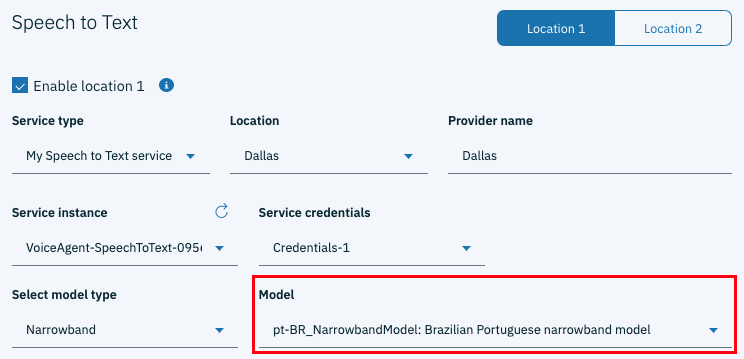 Speech to Text
Location 1
Location 2
Enable location 1
Service type
Location
Provider name
My Speech to Text service
Dallas
Dallas
Service instance
Service credentials
VoiceAgent-SpeechToText-095
Credentials-1
Select model type
Model
Narrowband
pt-BR_NarrowbandModel: Brazilian Portuguese narrowband model